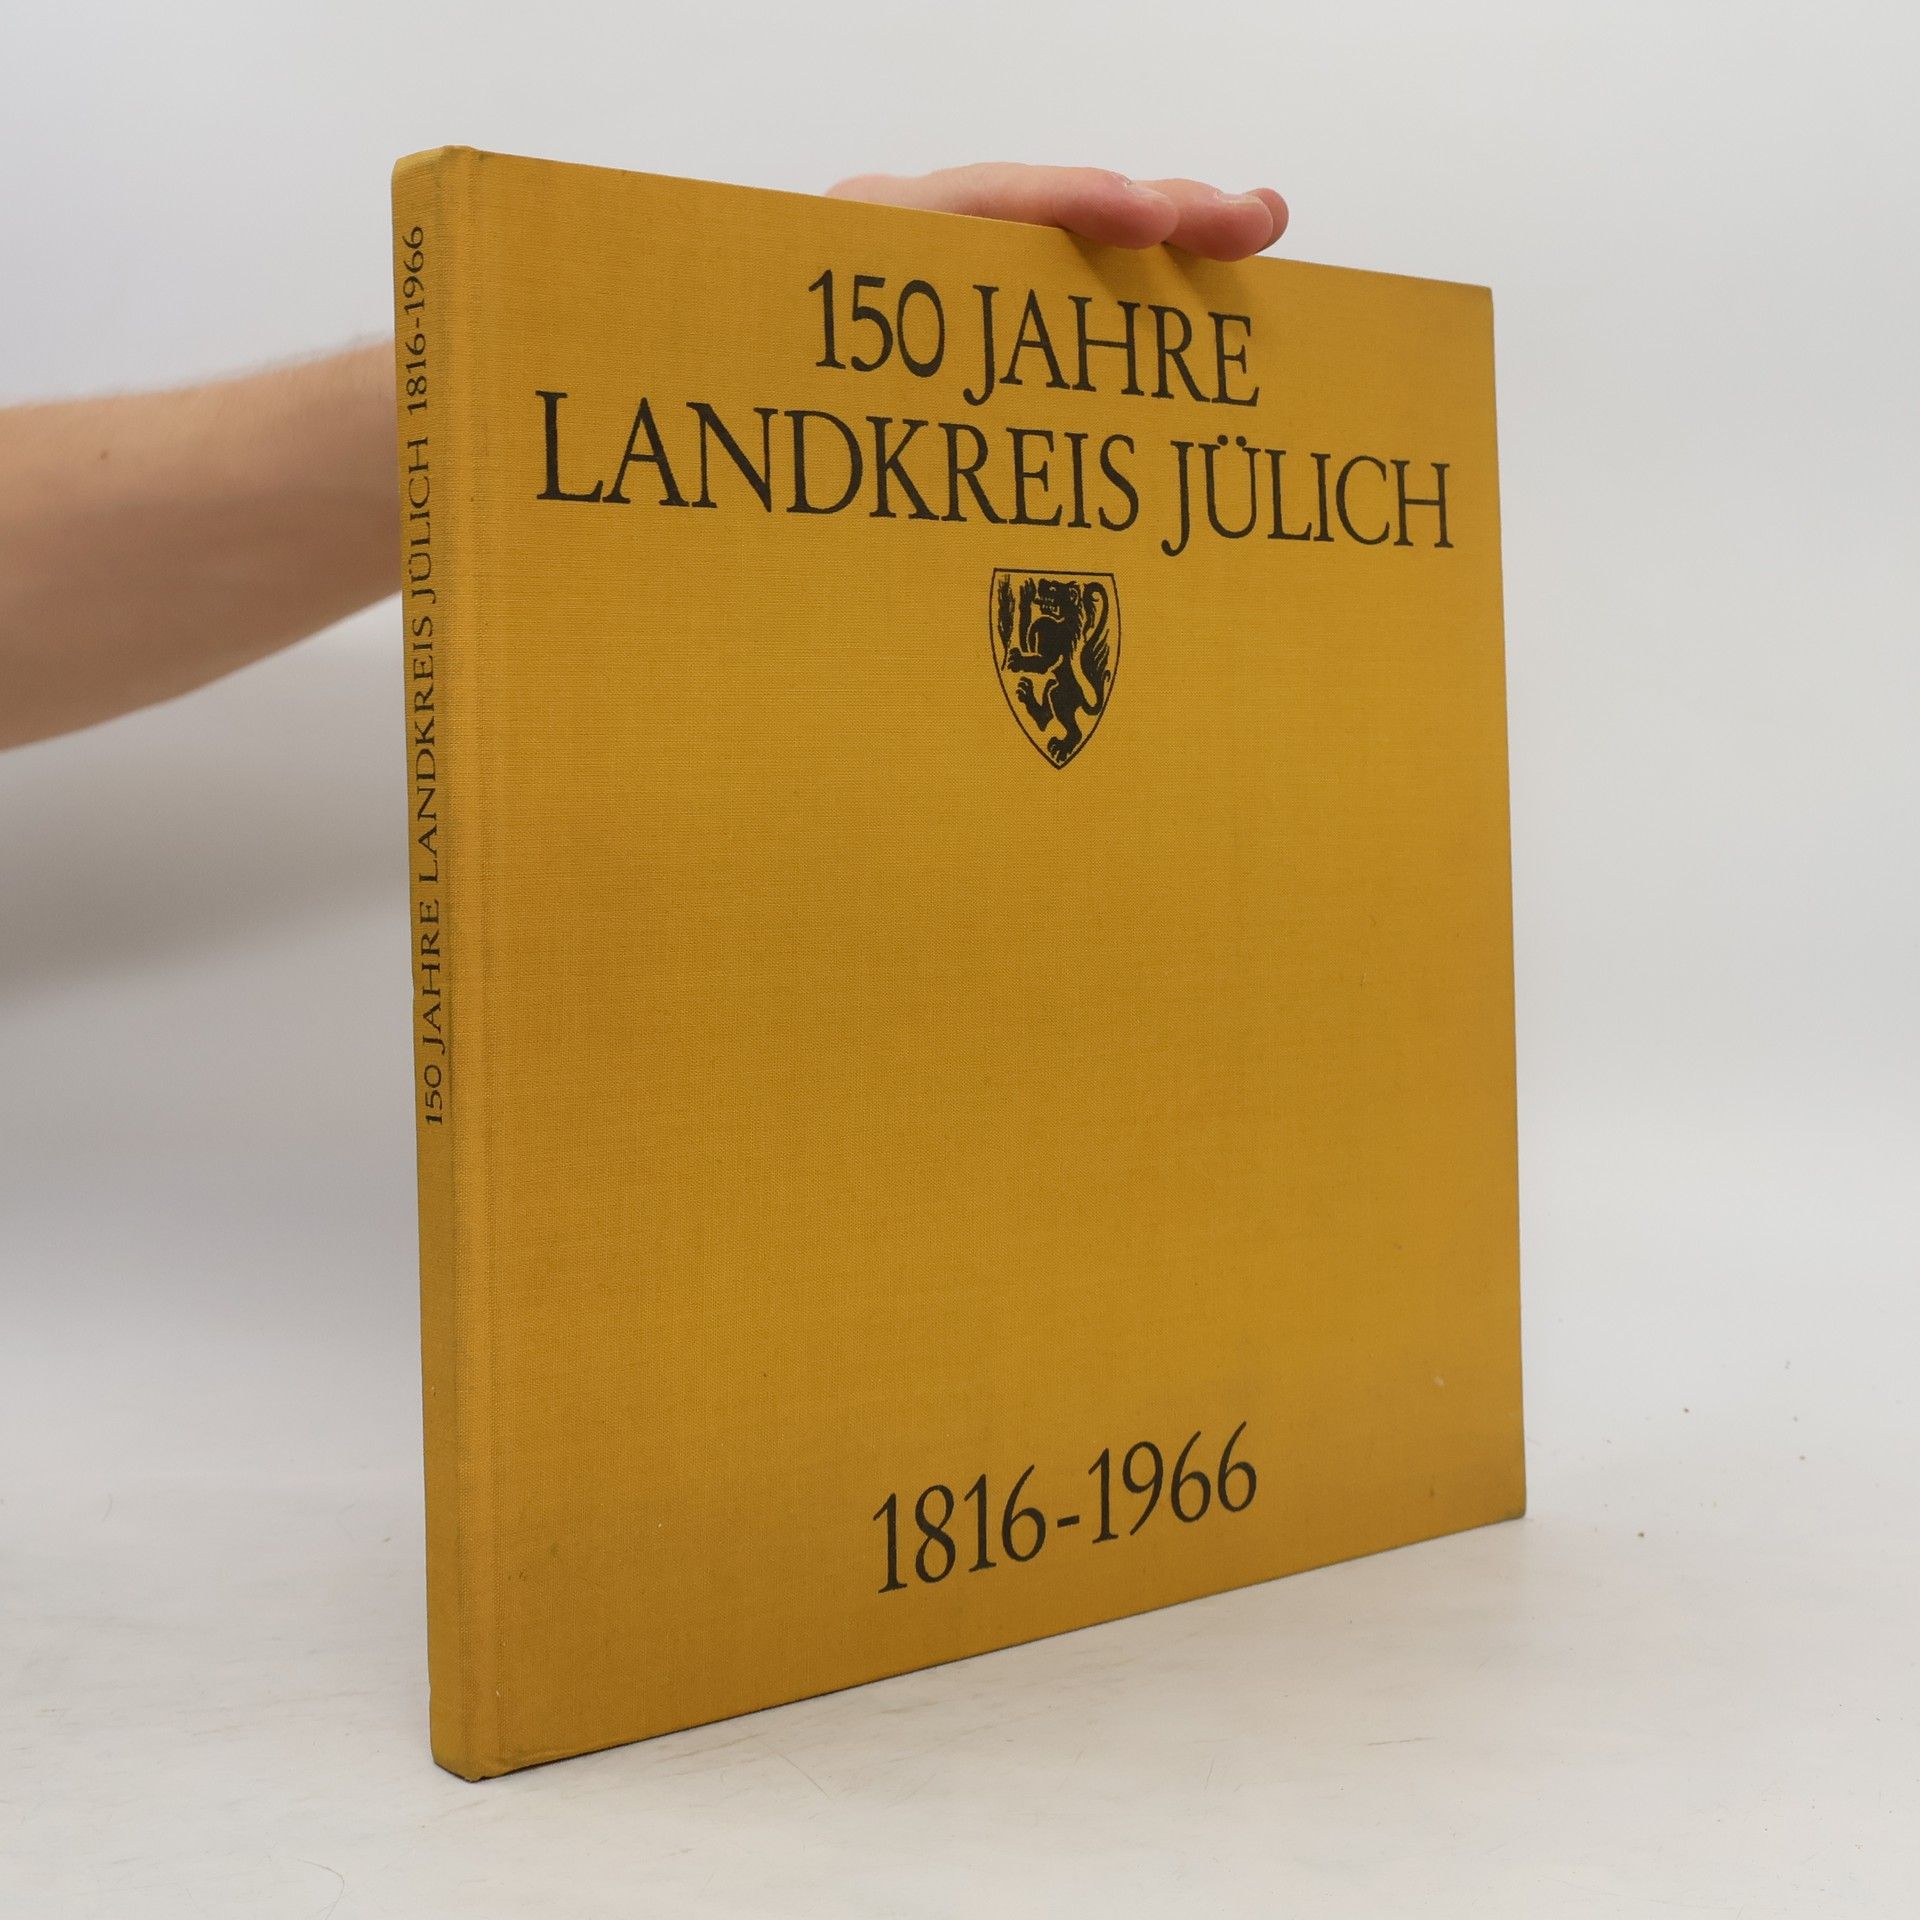 150 JAHRE
LANDKREIS JÜLICH
1816-1966
150 JAHRE LANDKREIS JÜLICH 1816-1966